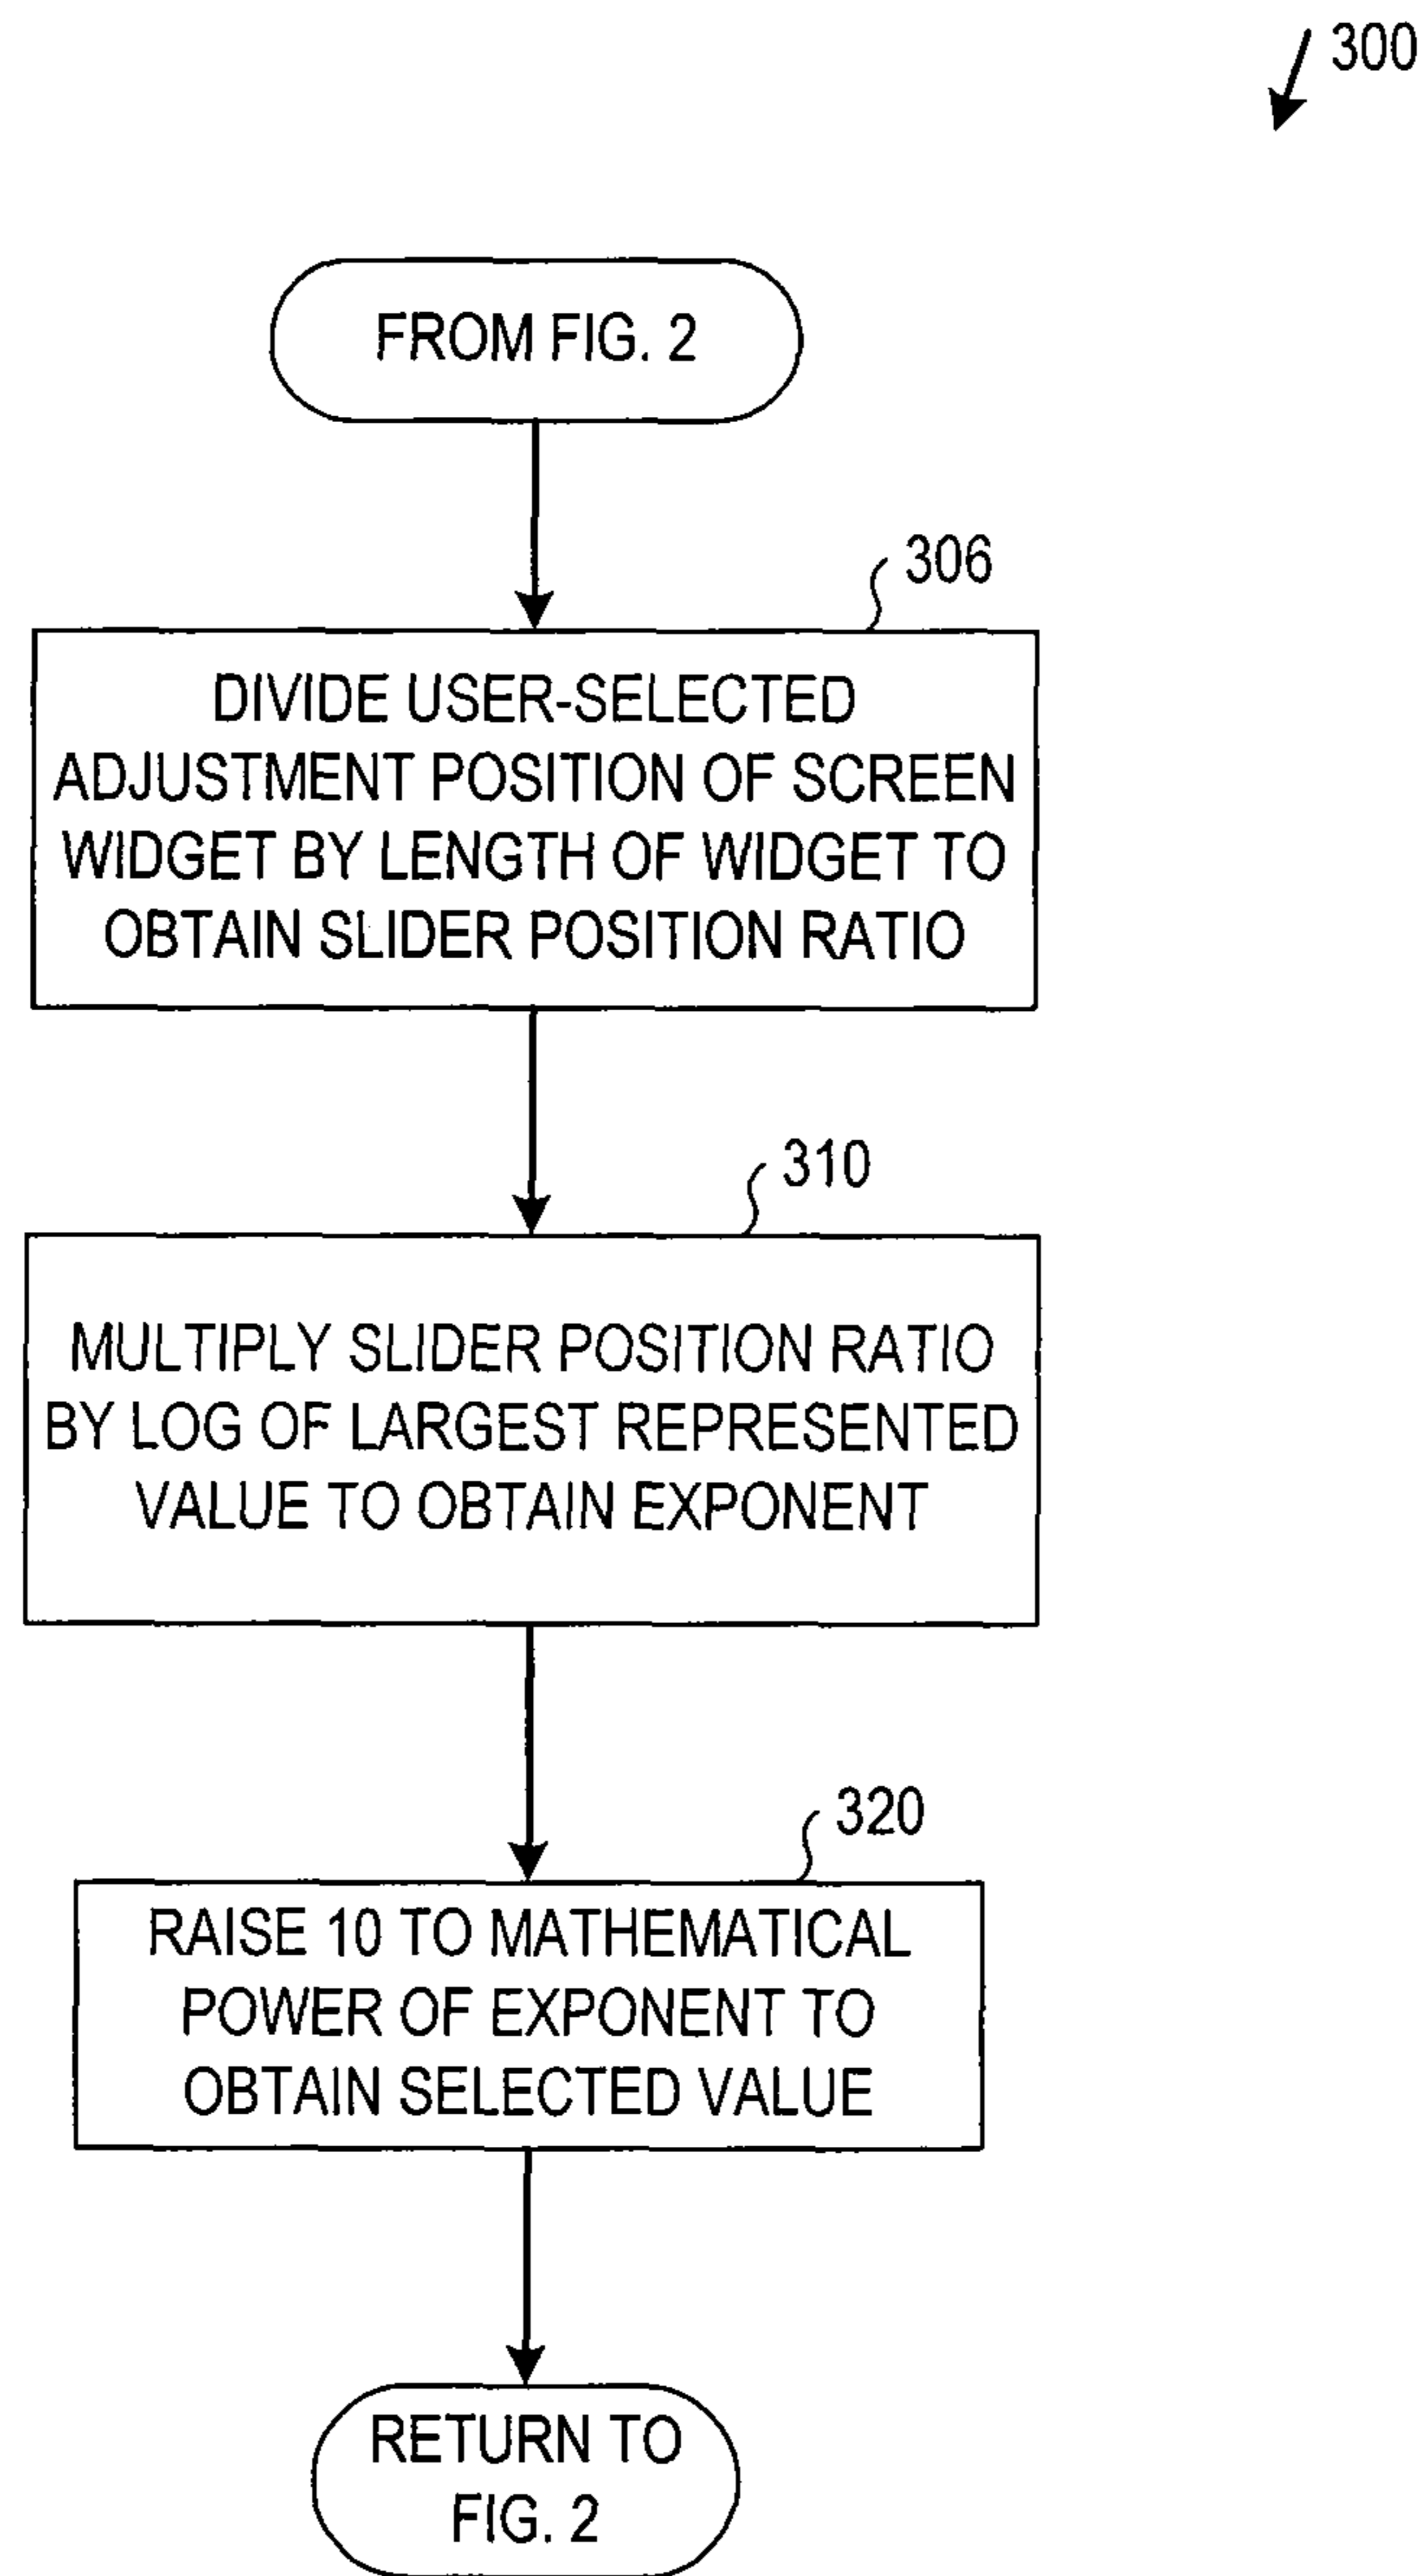 300
FROM FIG. 2
306
DIVIDE USER-SELECTED
ADJUSTMENT POSITION OF SCREEN
WIDGET BY LENGTH OF WIDGET TO
OBTAIN SLIDER POSITION RATIO
310
MULTIPLY SLIDER POSITION RATIO
BY LOG OF LARGEST REPRESENTED
VALUE TO OBTAIN EXPONENT
320
RAISE 10 TO MATHEMATICAL
POWER OF EXPONENT TO
OBTAIN SELECTED VALUE
RETURN TO
FIG. 2